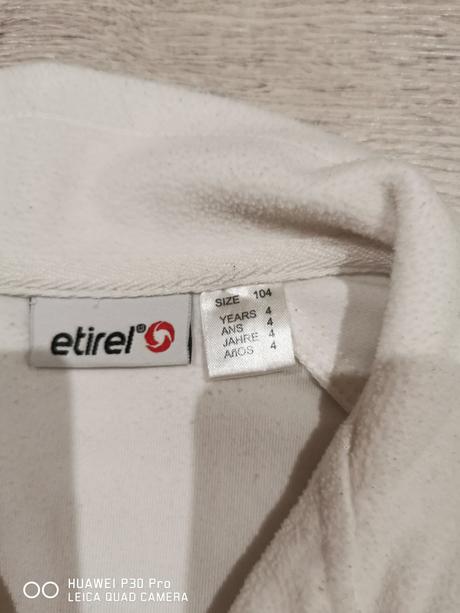 etirel®
SIZE 104
YEARS 4
ANS 4
JAHRE 4
AñOS 4
HUAWEI P30 Pro
LEICA QUAD CAMERA